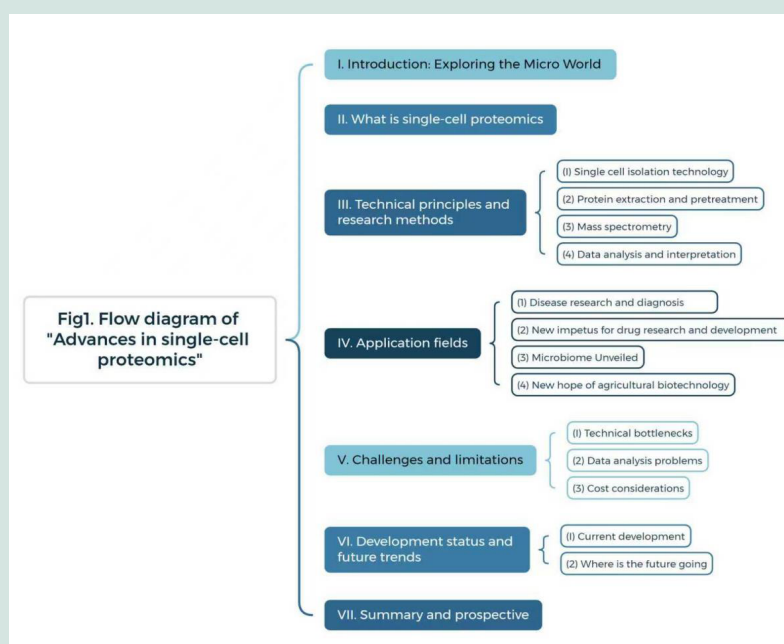 Fig1. Flow diagram of
"Advances in single-cell
proteomics"
I. Introduction: Exploring the Micro World
II. What is single-cell proteomics
III. Technical principles and
research methods
(1) Single cell isolation technology
(2) Protein extraction and pretreatment
(3) Mass spectrometry
(4) Data analysis and interpretation
IV. Application fields
(1) Disease research and diagnosis
(2) New impetus for drug research and development
(3) Microbiome Unveiled
(4) New hope of agricultural biotechnology
V. Challenges and limitations
(1) Technical bottlenecks
(2) Data analysis problems
(3) Cost considerations
VI. Development status and
future trends
(1) Current development
(2) Where is the future going
VII. Summary and prospective